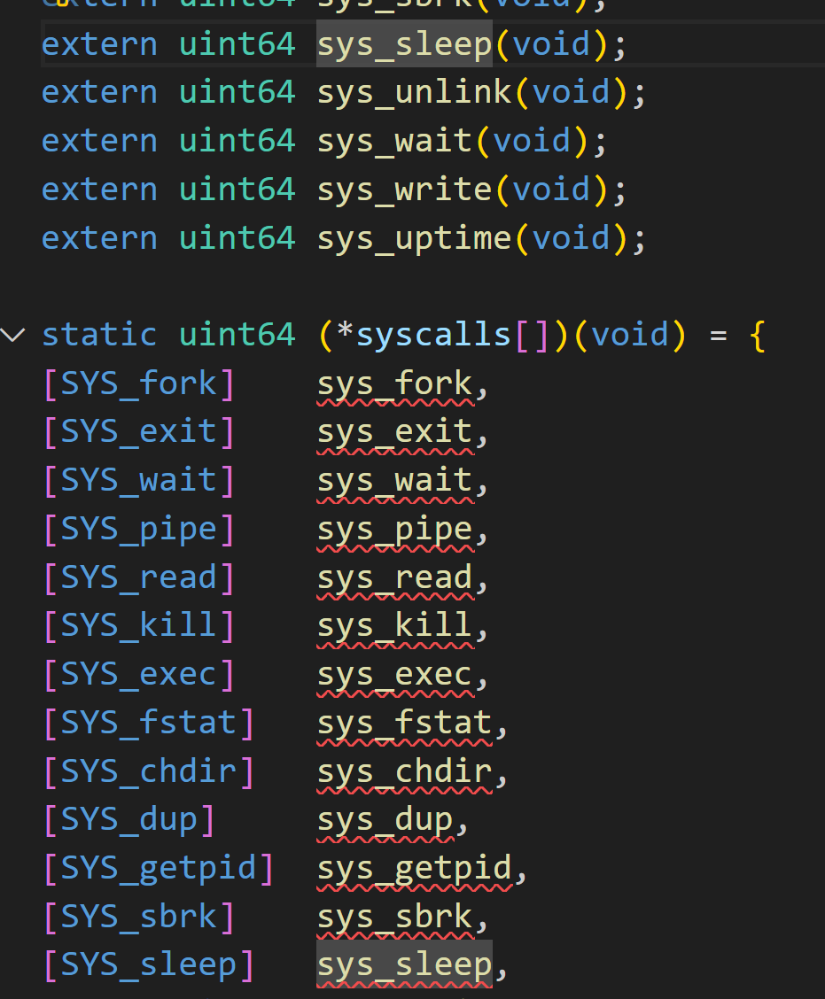 extern uint64 sys_sbrk(void);
extern uint64 sys_sleep(void);
extern uint64 sys_unlink(void);
extern uint64 sys_wait(void);
extern uint64 sys_write(void);
extern uint64 sys_uptime(void);
static uint64 (*syscalls[])(void) = {
[SYS_fork]    sys_fork,
[SYS_exit]    sys_exit,
[SYS_wait]    sys_wait,
[SYS_pipe]    sys_pipe,
[SYS_read]    sys_read,
[SYS_kill]    sys_kill,
[SYS_exec]    sys_exec,
[SYS_fstat]   sys_fstat,
[SYS_chdir]   sys_chdir,
[SYS_dup]     sys_dup,
[SYS_getpid]  sys_getpid,
[SYS_sbrk]    sys_sbrk,
[SYS_sleep]   sys_sleep,